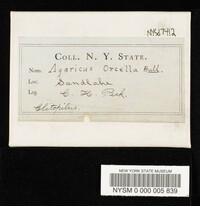 NYSf7412
COLL. N. Y. STATE.
Name. Agaricus Orcella Bull.
Loc. Sandlake
Leg. C. H. Peck.
Clitopilus.
NEW YORK STATE MUSEUM
NYSM 0 000 005 839